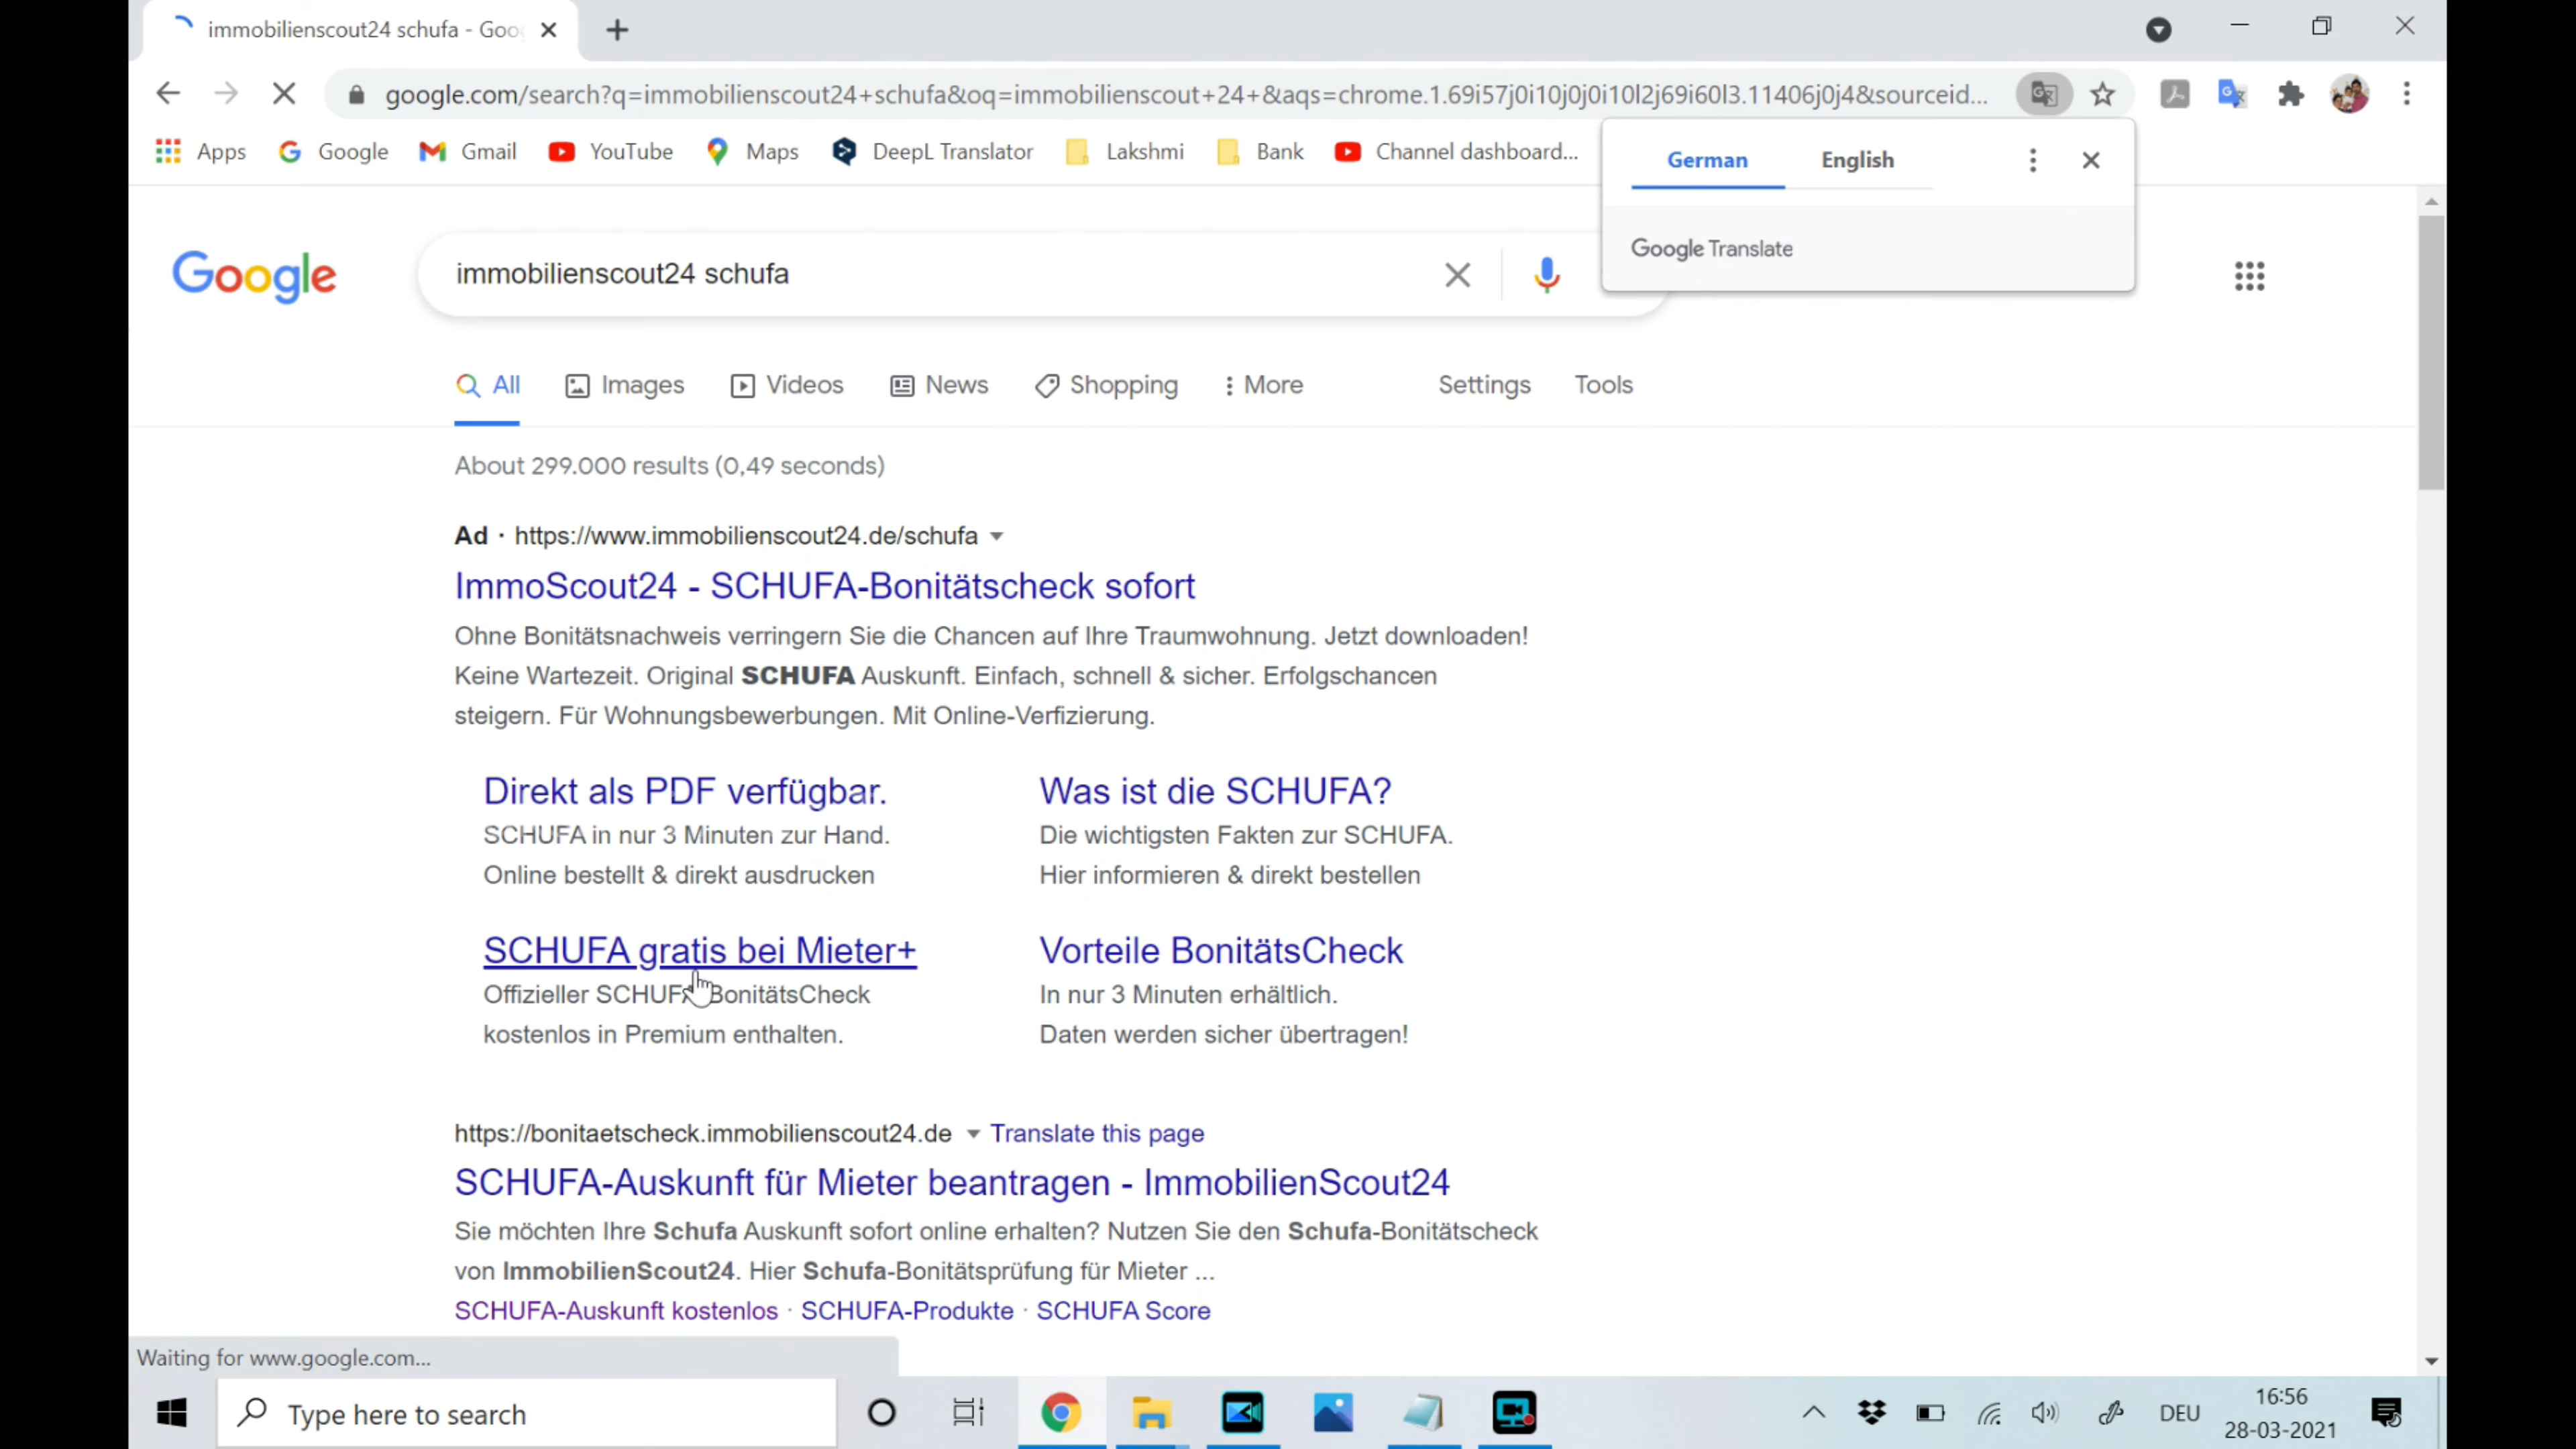 immobilienscout24 schufa - Goo
google.com/search?q=immobilienscout24+schufa&oq=immobilienscout+24+&aqs=chrome.1.69i57j0i10j0j0i10l2j69i60l3.11406j0j4&sourceid...
Apps Google Gmail YouTube Maps DeepL Translator Lakshmi Bank Channel dashboard...
German English
Google Translate
Google
immobilienscout24 schufa
All Images Videos News Shopping More Settings Tools
About 299.000 results (0,49 seconds)
Ad · https://www.immobilienscout24.de/schufa
ImmoScout24 - SCHUFA-Bonitätscheck sofort
Ohne Bonitätsnachweis verringern Sie die Chancen auf Ihre Traumwohnung. Jetzt downloaden!
Keine Wartezeit. Original SCHUFA Auskunft. Einfach, schnell & sicher. Erfolgschancen
steigern. Für Wohnungsbewerbungen. Mit Online-Verfizierung.
Direkt als PDF verfügbar.
SCHUFA in nur 3 Minuten zur Hand.
Online bestellt & direkt ausdrucken
Was ist die SCHUFA?
Die wichtigsten Fakten zur SCHUFA.
Hier informieren & direkt bestellen
SCHUFA gratis bei Mieter+
Offizieller SCHUFA BonitätsCheck
kostenlos in Premium enthalten.
Vorteile BonitätsCheck
In nur 3 Minuten erhältlich.
Daten werden sicher übertragen!
https://bonitaetscheck.immobilienscout24.de Translate this page
SCHUFA-Auskunft für Mieter beantragen - ImmobilienScout24
Sie möchten Ihre Schufa Auskunft sofort online erhalten? Nutzen Sie den Schufa-Bonitätscheck
von ImmobilienScout24. Hier Schufa-Bonitätsprüfung für Mieter ...
SCHUFA-Auskunft kostenlos · SCHUFA-Produkte · SCHUFA Score
Waiting for www.google.com...
Type here to search
DEU
16:56
28-03-2021